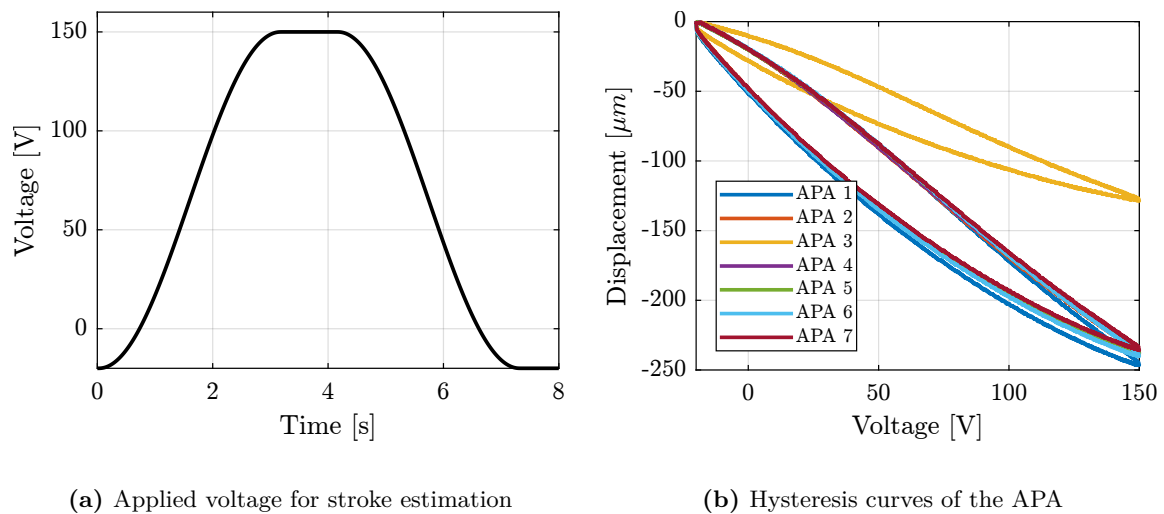 150
100
50
0
Voltage [V]
0
2
4
6
8
Time [s]
(a) Applied voltage for stroke estimation
0
-50
-100
-150
-200
-250
Displacement [μm]
APA 1
APA 2
APA 3
APA 4
APA 5
APA 6
APA 7
0
50
100
150
Voltage [V]
(b) Hysteresis curves of the APA